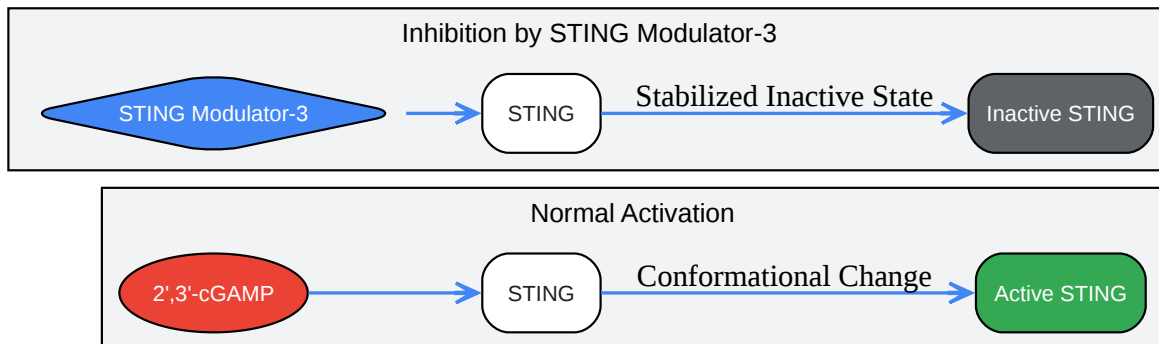 Inhibition by STING Modulator-3
STING Modulator-3
STING
Stabilized Inactive State
Inactive STING
Normal Activation
2',3'-cGAMP
STING
Conformational Change
Active STING